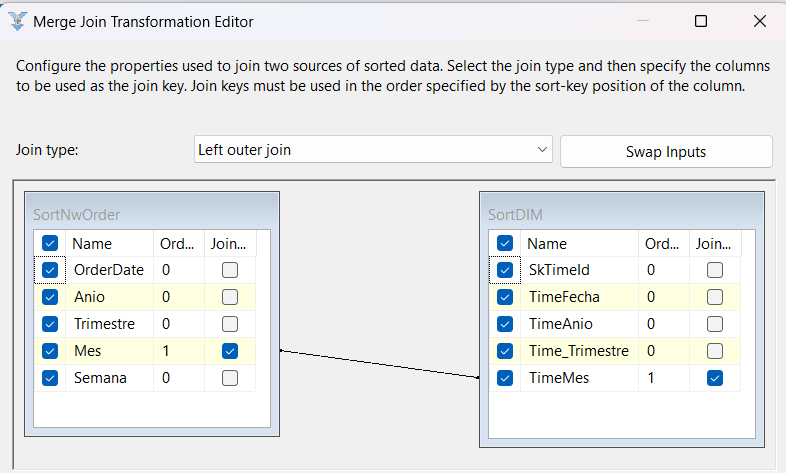 Merge Join Transformation Editor
Configure the properties used to join two sources of sorted data. Select the join type and then specify the columns
to be used as the join key. Join keys must be used in the order specified by the sort-key position of the column.
Join type:
Left outer join
Swap Inputs
SortNwOrder
Name Ord... Join...
OrderDate 0
Anio 0
Trimestre 0
Mes 1
Semana 0
SortDIM
Name Ord... Join...
SkTimeId 0
TimeFecha 0
TimeAnio 0
Time_Trimestre 0
TimeMes 1